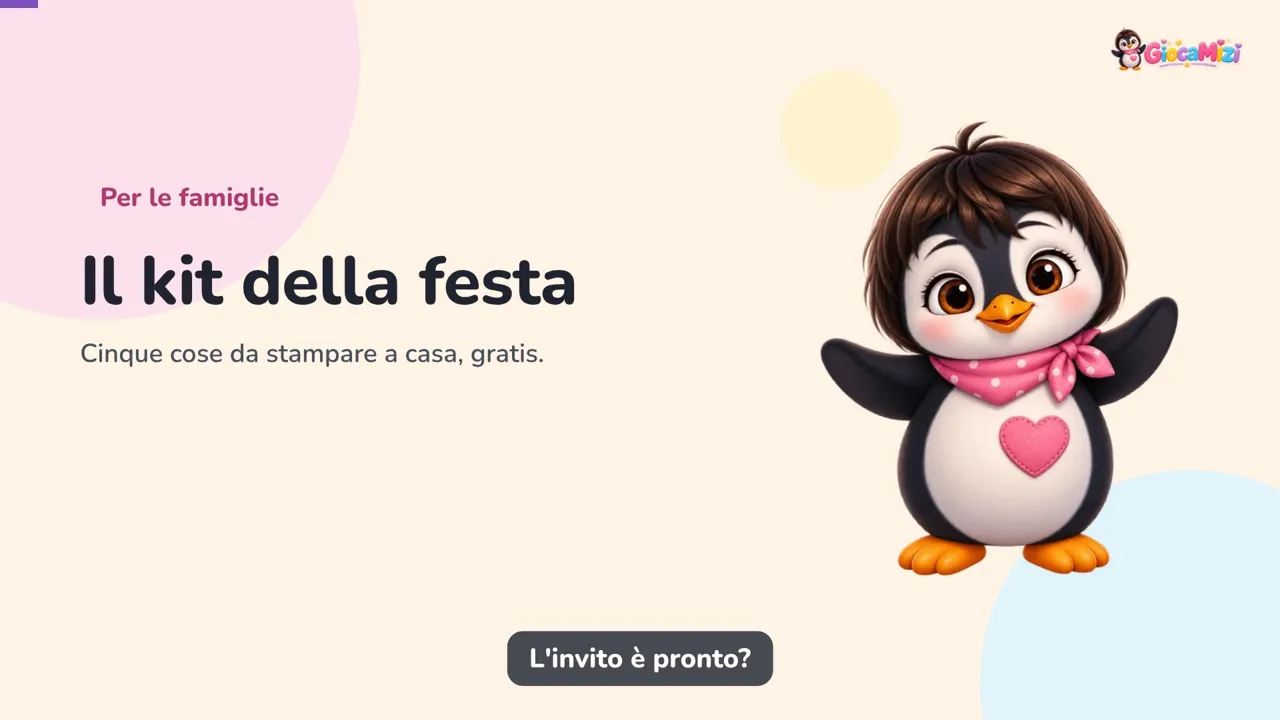 GiocaMizi
Per le famiglie
Il kit della festa
Cinque cose da stampare a casa, gratis.
L'invito è pronto?